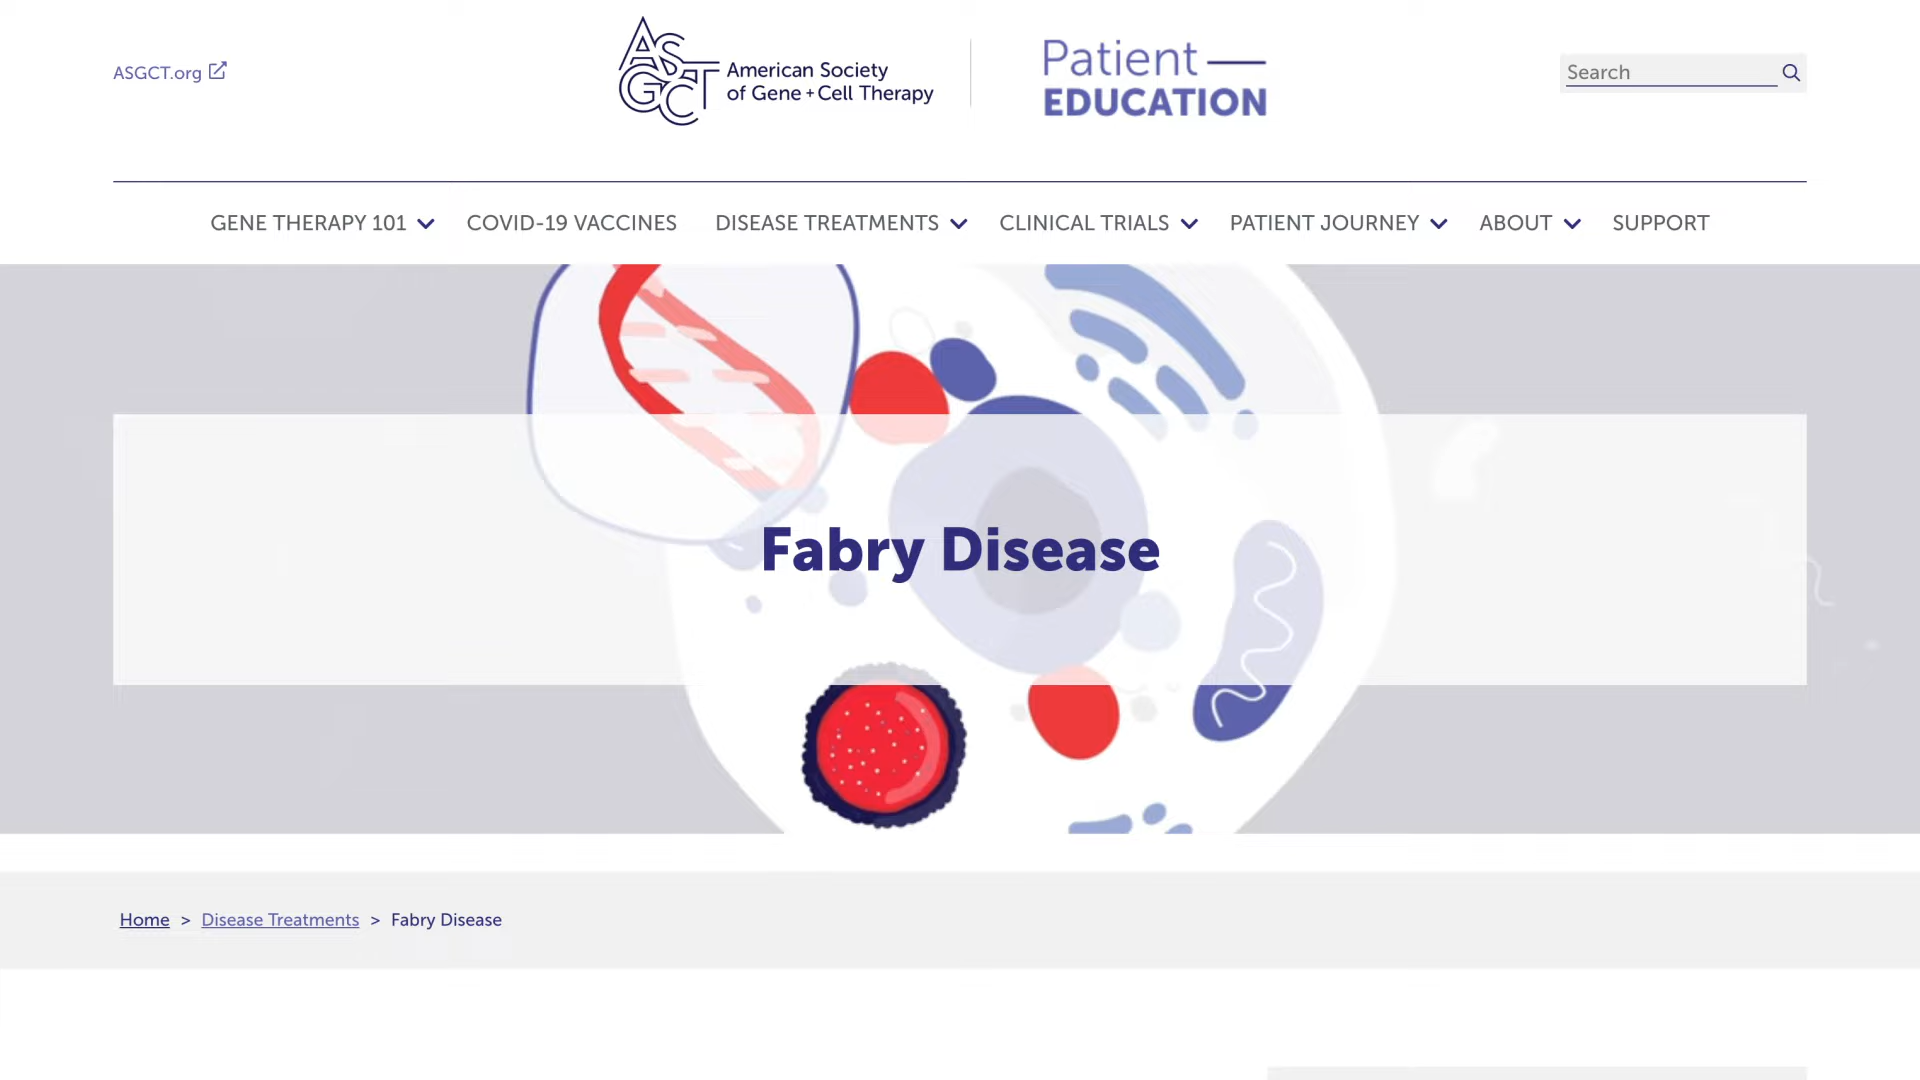 ASGCT.org
ASGCT
American Society
of Gene + Cell Therapy
Patient
EDUCATION
Search
GENE THERAPY 101
COVID-19 VACCINES
DISEASE TREATMENTS
CLINICAL TRIALS
PATIENT JOURNEY
ABOUT
SUPPORT
Fabry Disease
Home > Disease Treatments > Fabry Disease